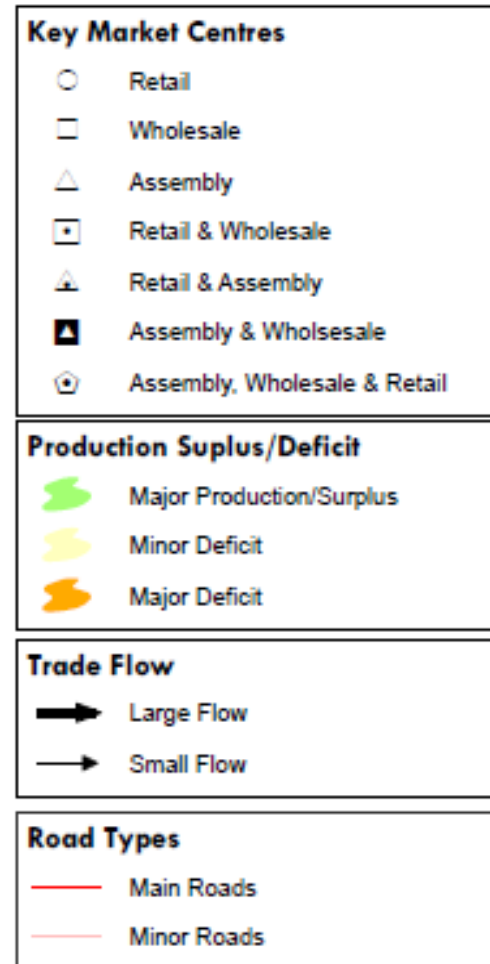 Key Market Centres
Retail
Wholesale
Assembly
Retail & Wholesale
Retail & Assembly
Assembly & Wholsesale
Assembly, Wholesale & Retail
Production Suplus/Deficit
Major Production/Surplus
Minor Deficit
Major Deficit
Trade Flow
Large Flow
Small Flow
Road Types
Main Roads
Minor Roads